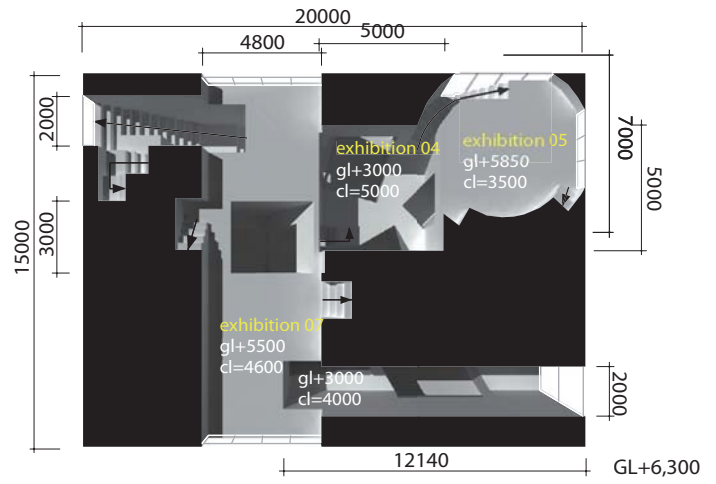 20000
4800
5000
2000
3000
15000
exhibition 04
gl+3000
cl=5000
exhibition 05
gl+5850
cl=3500
7000
5000
exhibition 07
gl+5500
cl=4600
gl+3000
cl=4000
2000
12140
GL+6,300